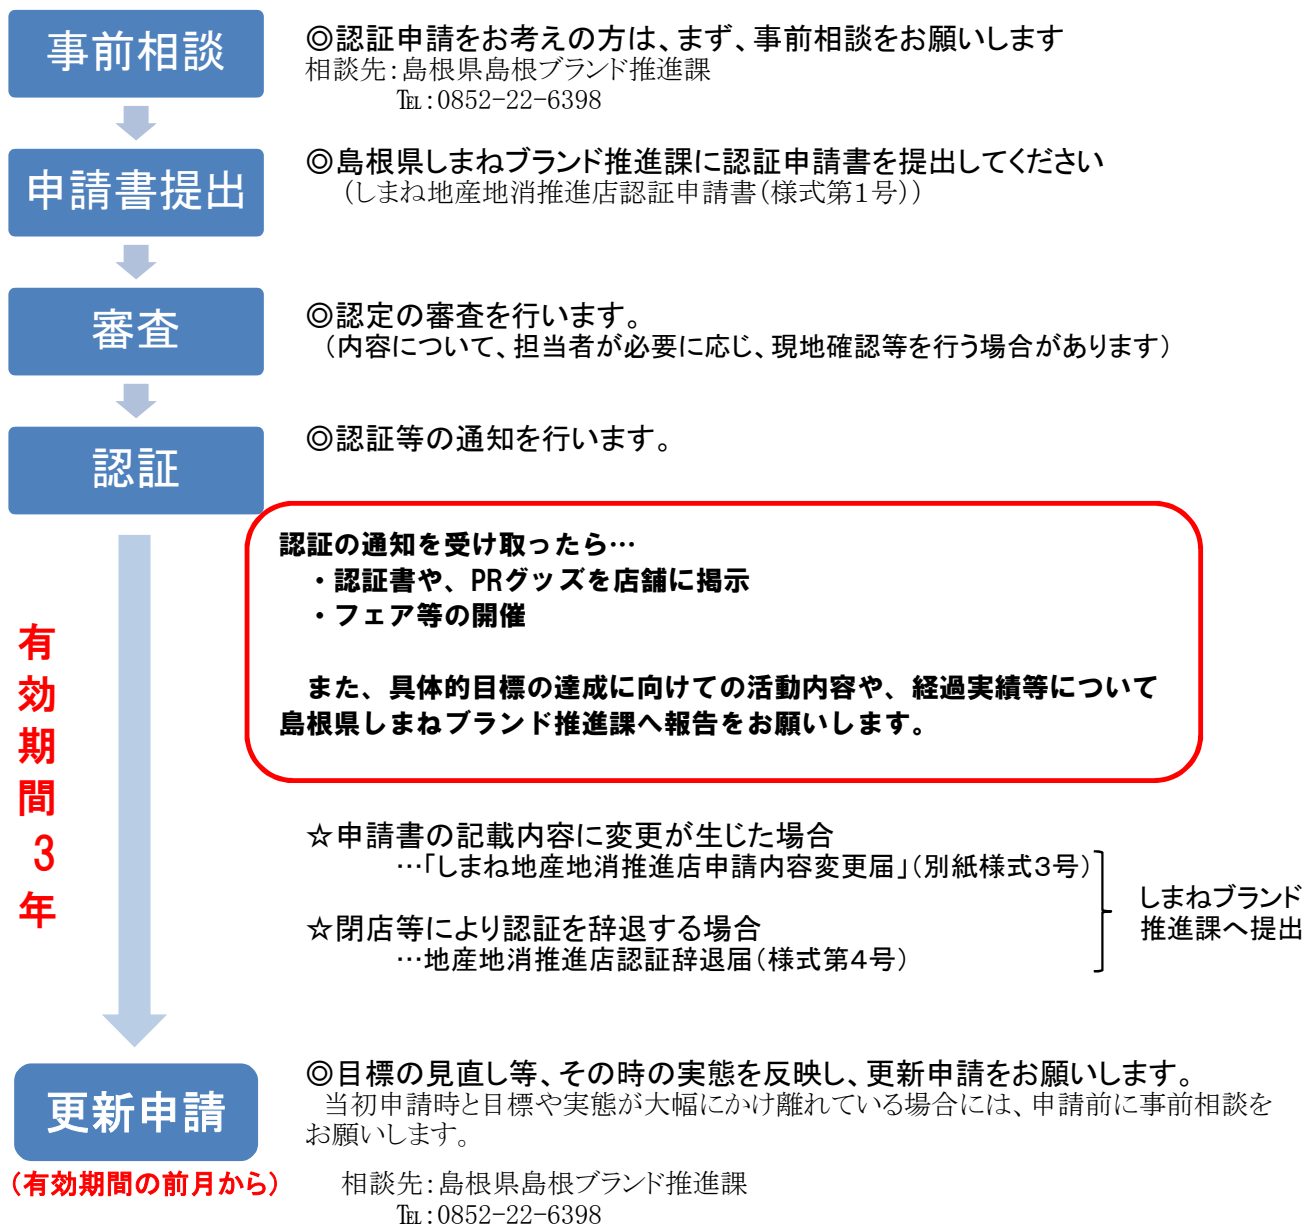 事前相談
◎認証申請をお考えの方は、まず、事前相談をお願いします
相談先：島根県島根ブランド推進課
℡：0852-22-6398
申請書提出
◎島根県しまねブランド推進課に認証申請書を提出してください
（しまね地産地消推進店認証申請書（様式第１号））
審査
◎認定の審査を行います。
（内容について、担当者が必要に応じ、現地確認等を行う場合があります）
認証
◎認証等の通知を行います。
認証の通知を受け取ったら…
・認証書や、PRグッズを店舗に掲示
・フェア等の開催
また、具体的目標の達成に向けての活動内容や、経過実績等について
島根県しまねブランド推進課へ報告をお願いします。
有効期間３年
☆申請書の記載内容に変更が生じた場合
…「しまね地産地消推進店申請内容変更届」（別紙様式３号）
☆閉店等により認証を辞退する場合
…地産地消推進店認証辞退届（様式第４号）
しまねブランド
推進課へ提出
更新申請
（有効期間の前月から）
◎目標の見直し等、その時の実態を反映し、更新申請をお願いします。
当初申請時と目標や実態が大幅にかけ離れている場合には、申請前に事前相談を
お願いします。
相談先：島根県島根ブランド推進課
℡：0852-22-6398